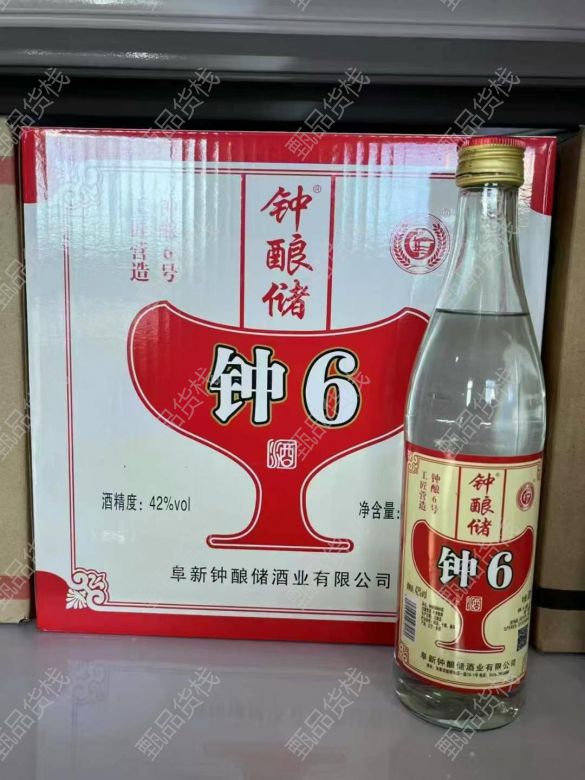 钟酿储®
钟酿6号
工匠营造
钟6
酒
酒精度：42%vol
净含量：
阜新钟酿储酒业有限公司
钟酿储
钟酿6号
工匠营造
钟6
酒
阜新钟酿储酒业有限公司
甄品货栈